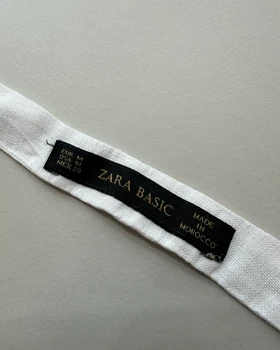 EUR M
USA M
MEX 28
ZARA BASIC
MADE
IN
MOROCCO